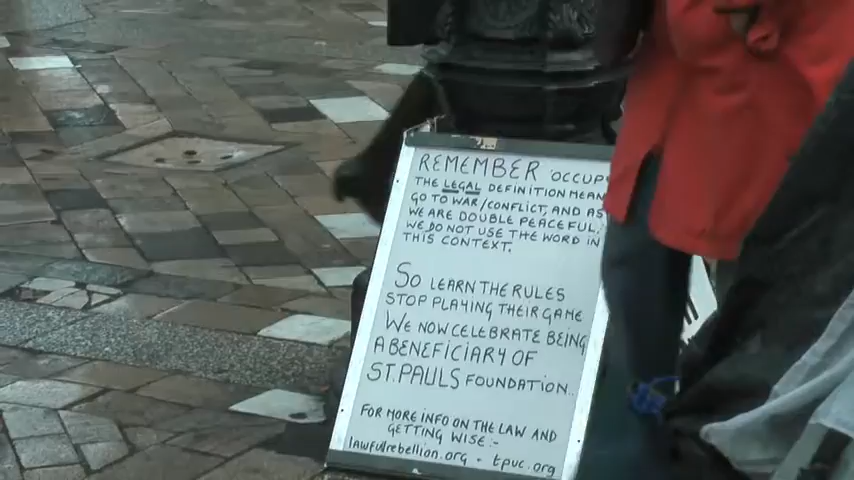 REMEMBER OCCUP
THE LEGAL DEFINITION MEAN
GO TO WAR/CONFLICT, AND AS
WE ARE DOUBLE PEACEFUL,
WE DO NOT USE THE WORD IN
THIS CONTEXT.
SO LEARN THE RULES
STOP PLAYING THEIR GAME
WE NOW CELEBRATE BEING
A BENEFICIARY OF
ST. PAULS FOUNDATION.
FOR MORE INFO ON THE LAW AND
GETTING WISE:-
lawfulrebellion.org - tpuc.org